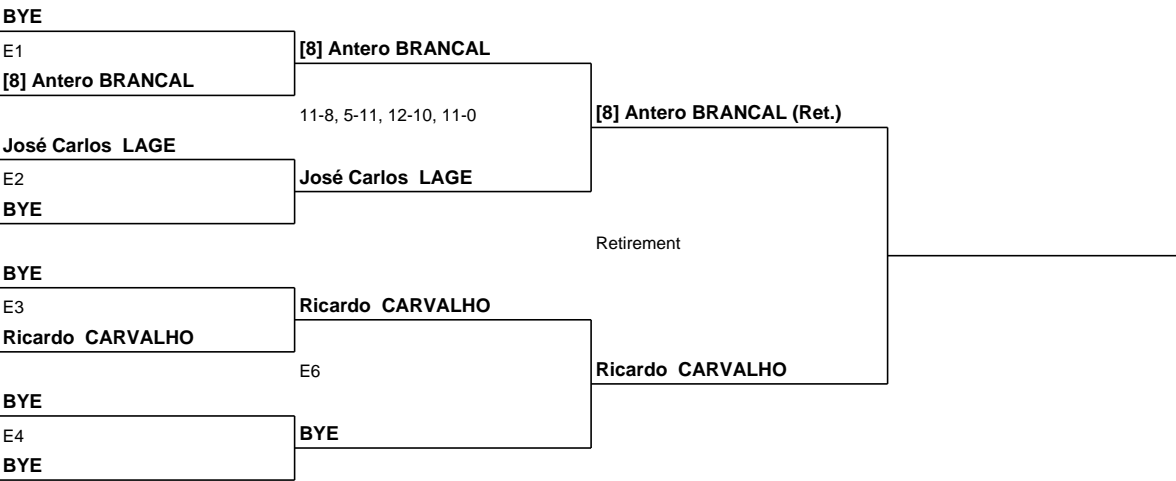 BYE
E1
[8] Antero BRANCAL
[8] Antero BRANCAL
11-8, 5-11, 12-10, 11-0
[8] Antero BRANCAL (Ret.)
José Carlos LAGE
E2
José Carlos LAGE
BYE
Retirement
BYE
E3
Ricardo CARVALHO
Ricardo CARVALHO
E6
Ricardo CARVALHO
BYE
E4
BYE
BYE